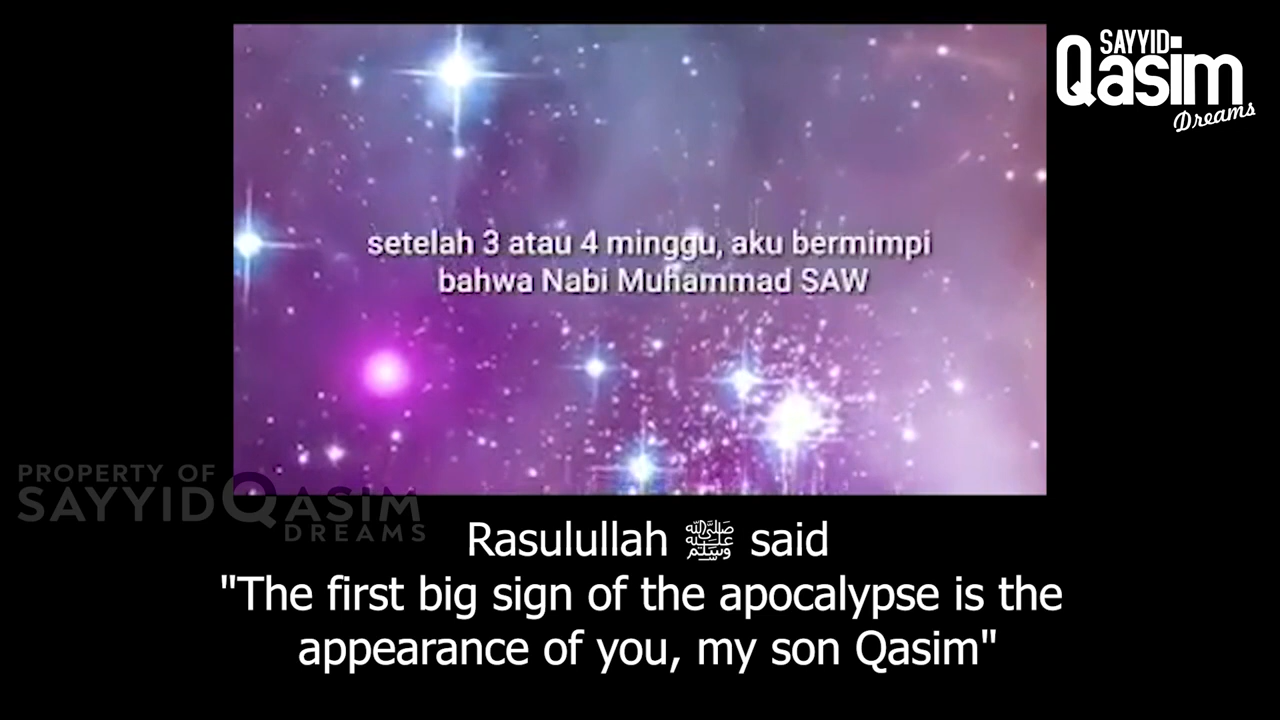 SAYYID
Qasim
Dreams
setelah 3 atau 4 minggu, aku bermimpi
bahwa Nabi Muhammad SAW
PROPERTY OF
SAYYID QASIM
DREAMS
Rasulullah ﷺ said
"The first big sign of the apocalypse is the
appearance of you, my son Qasim"